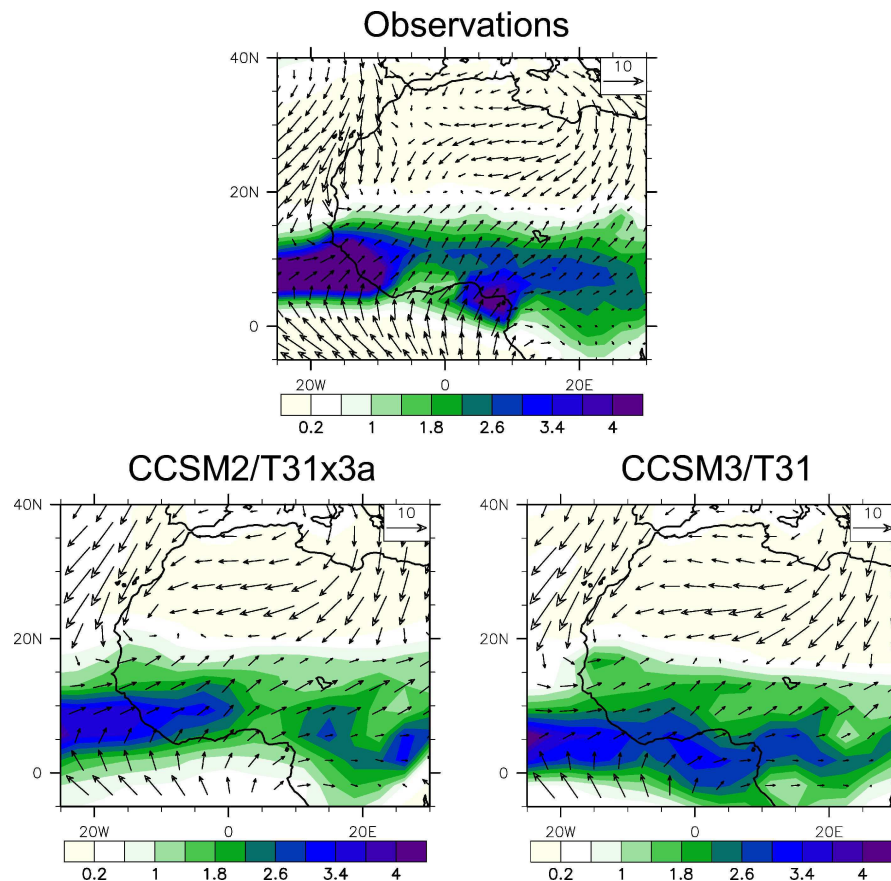 Observations
40N
10
20N
0
20W 0 20E
0.2 1 1.8 2.6 3.4 4
CCSM2/T31x3a CCSM3/T31
40N 10 40N 10
20N 20N
0 0
20W 0 20E 20W 0 20E
0.2 1 1.8 2.6 3.4 4 0.2 1 1.8 2.6 3.4 4